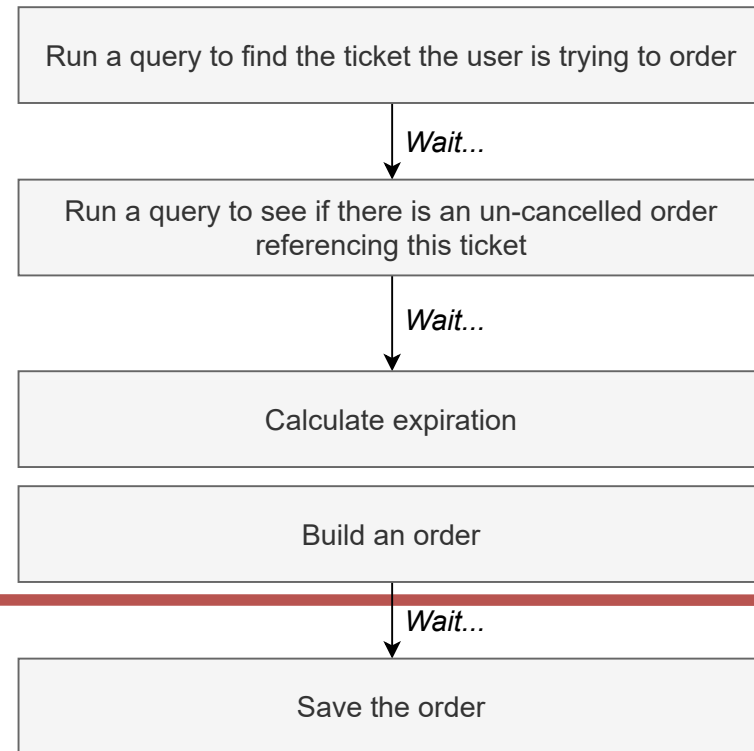 Run a query to find the ticket the user is trying to order
Wait...
Run a query to see if there is an un-cancelled order
referencing this ticket
Wait...
Calculate expiration
Build an order
Wait...
Save the order